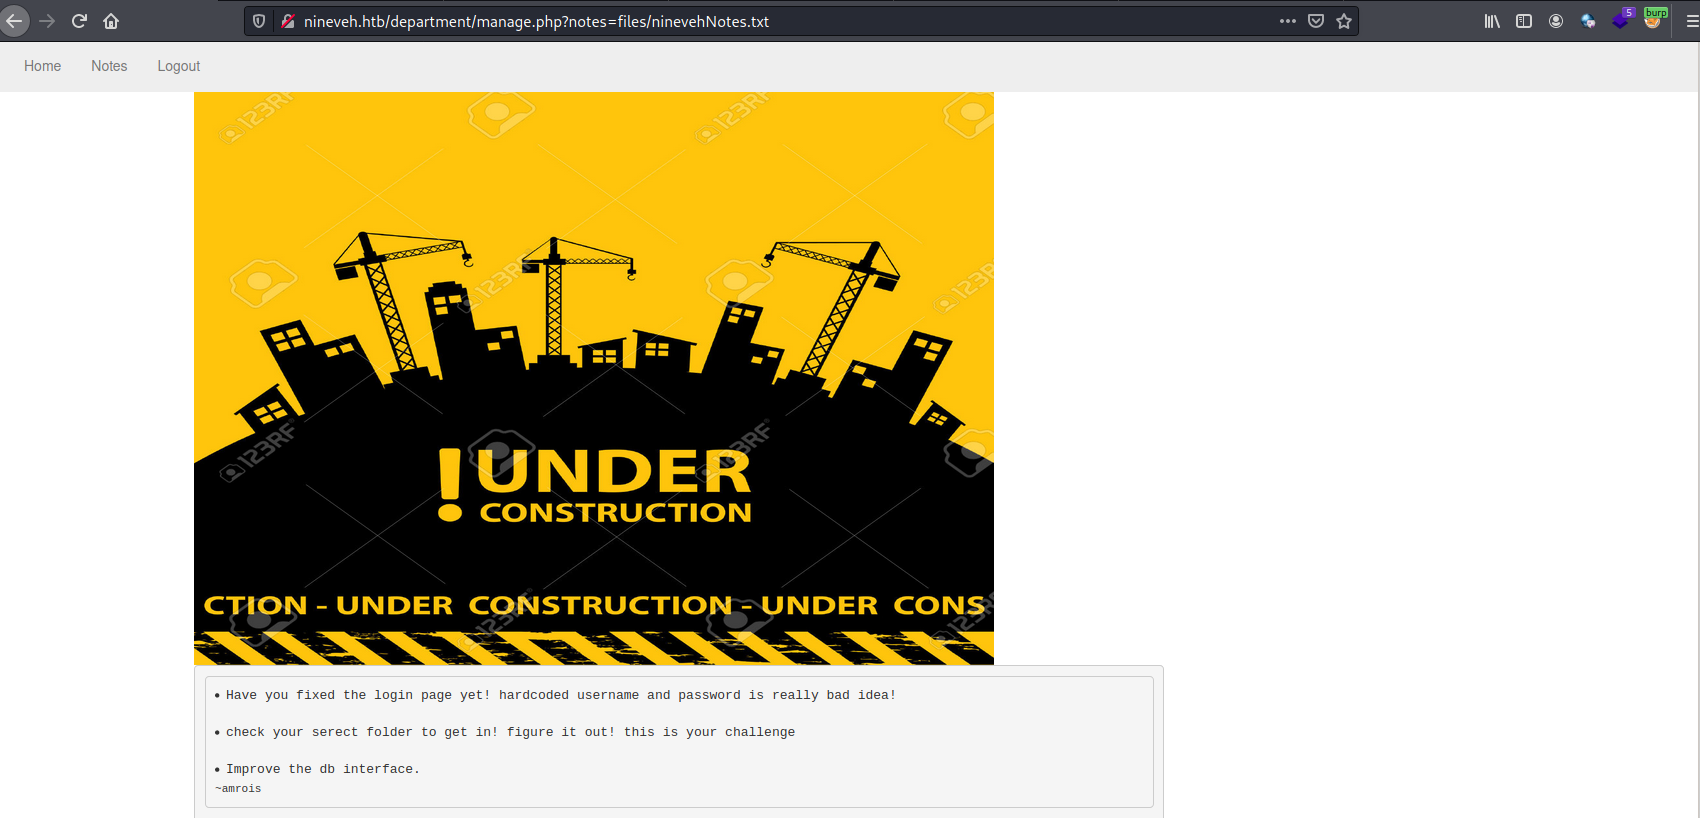 nineveh.htb/department/manage.php?notes=files/ninevehNotes.txt
5
burp
Home Notes Logout
123RF 123RF
123RF 123RF
! UNDER
CONSTRUCTION
123RF 123RF
CTION - UNDER CONSTRUCTION - UNDER CONS
123RF 123RF
• Have you fixed the login page yet! hardcoded username and password is really bad idea!
• check your serect folder to get in! figure it out! this is your challenge
• Improve the db interface.
~amrois